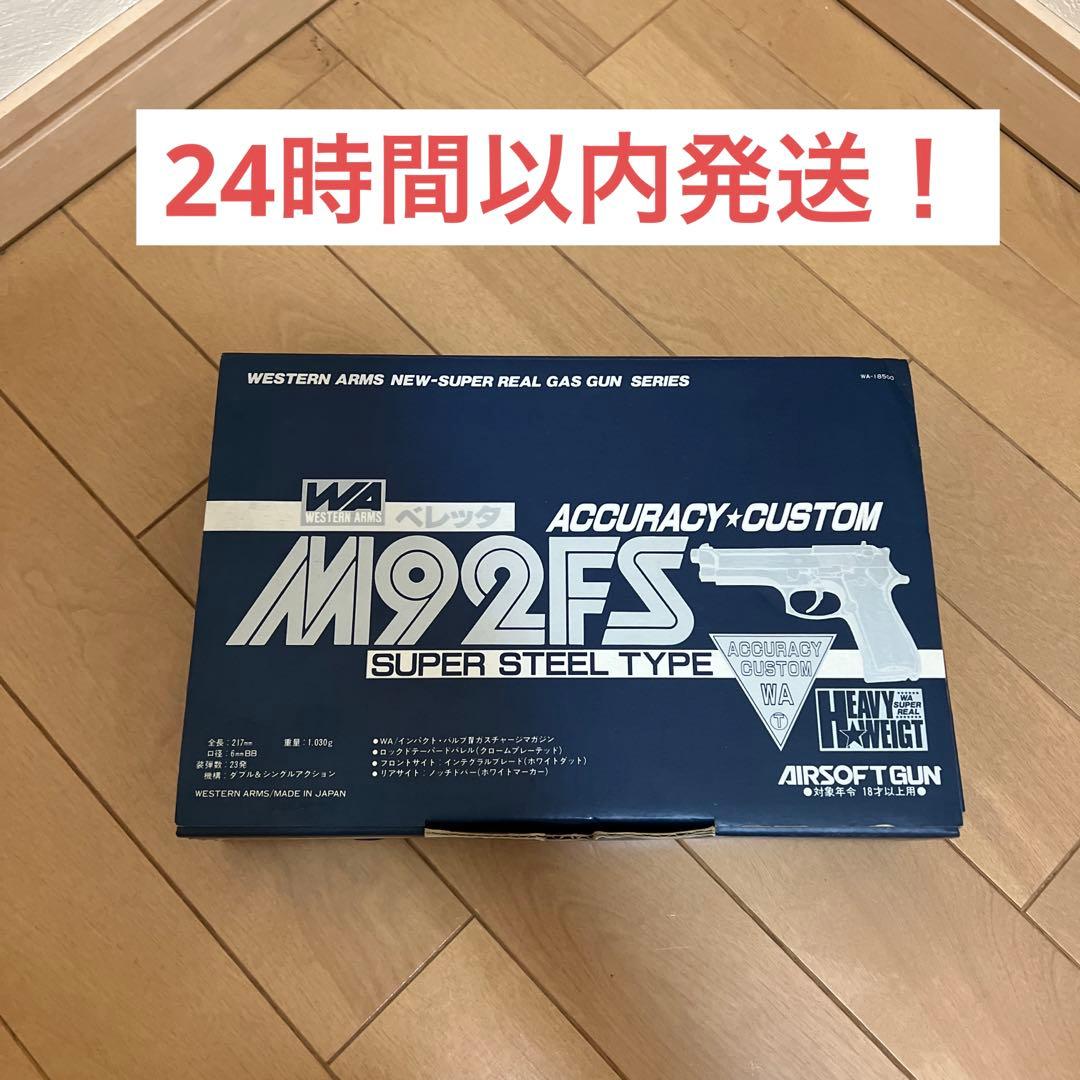 24時間以内発送！
WESTERN ARMS NEW-SUPER REAL GAS GUN SERIES
WA-18500
WA
WESTERN ARMS
ベレッタ
ACCURACY★CUSTOM
M92FS
SUPER STEEL TYPE
ACCURACY
CUSTOM
WA
T
HEAVY
WEIGT
WA
SUPER
REAL
全長：217mm 重量：1.030g
口径：6mmBB
装弾数：23発
機構：ダブル&シングルアクション
WESTERN ARMS/MADE IN JAPAN
●WA/インパクト・バルブⅣガスチャージマガジン
●ロックドテーパードバレル(クロームプレーテッド)
●フロントサイト：インテグラルブレード(ホワイトダット)
●リアサイト：ノッチドバー(ホワイトマーカー)
AIRSOFT GUN
●対象年令 18才以上用●